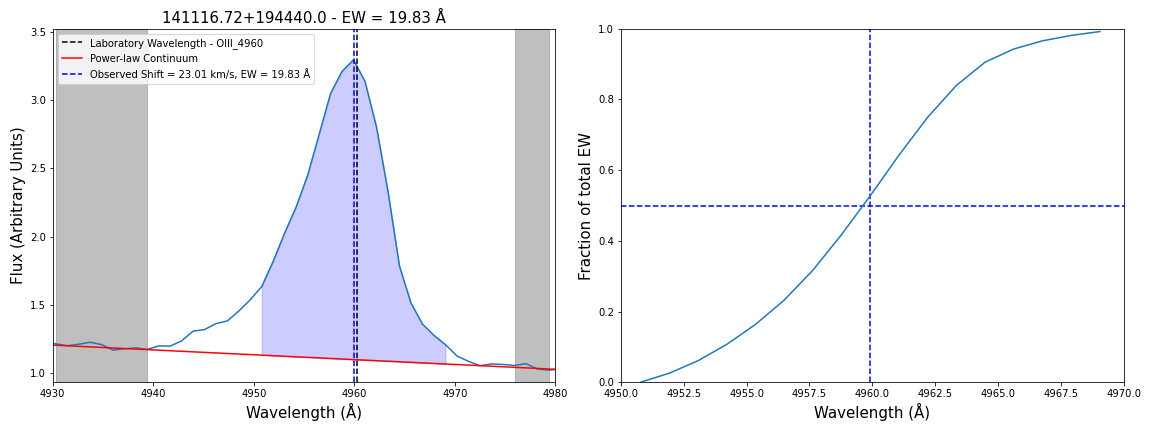 141116.72+194440.0 - EW = 19.83 Å
Laboratory Wavelength - OIII_4960
Power-law Continuum
Observed Shift = 23.01 km/s, EW = 19.83 Å
Flux (Arbitrary Units)
3.5
3.0
2.5
2.0
1.5
1.0
4930 4940 4950 4960 4970 4980
Wavelength (Å)
Fraction of total EW
1.0
0.8
0.6
0.4
0.2
0.0
4950.0 4952.5 4955.0 4957.5 4960.0 4962.5 4965.0 4967.5 4970.0
Wavelength (Å)